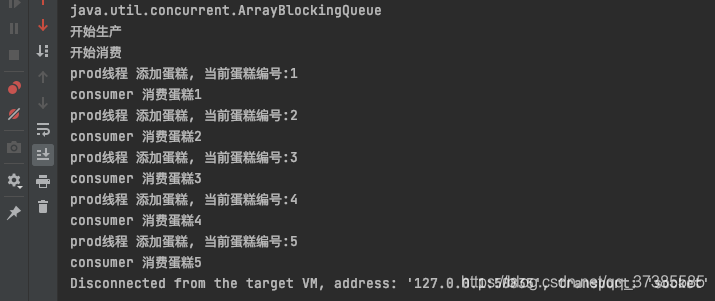 java.util.concurrent.ArrayBlockingQueue
开始生产
开始消费
prod线程 添加蛋糕, 当前蛋糕编号:1
consumer 消费蛋糕1
prod线程 添加蛋糕, 当前蛋糕编号:2
consumer 消费蛋糕2
prod线程 添加蛋糕, 当前蛋糕编号:3
consumer 消费蛋糕3
prod线程 添加蛋糕, 当前蛋糕编号:4
consumer 消费蛋糕4
prod线程 添加蛋糕, 当前蛋糕编号:5
consumer 消费蛋糕5
Disconnected from the target VM, address: '127.0.0.1: transport: 'socket'
https://blog.csdn.net/qq_37385585